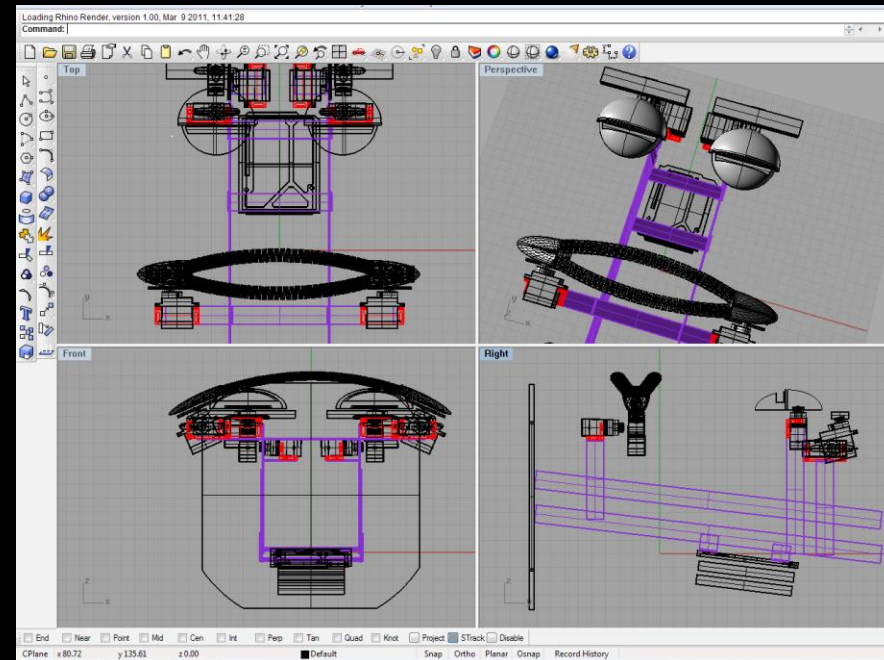 Loading Rhino Render, version 1.00, Mar 9 2011, 11:41:28
Command:
Top
Perspective
y
x
y
z
x
Front
Right
z
x
z
y
End Near Point Mid Cen Int Perp Tan Quad Knot Project STrack Disable
CPlane x 80.72 y 135.61 z 0.00 Default Snap Ortho Planar Osnap Record History